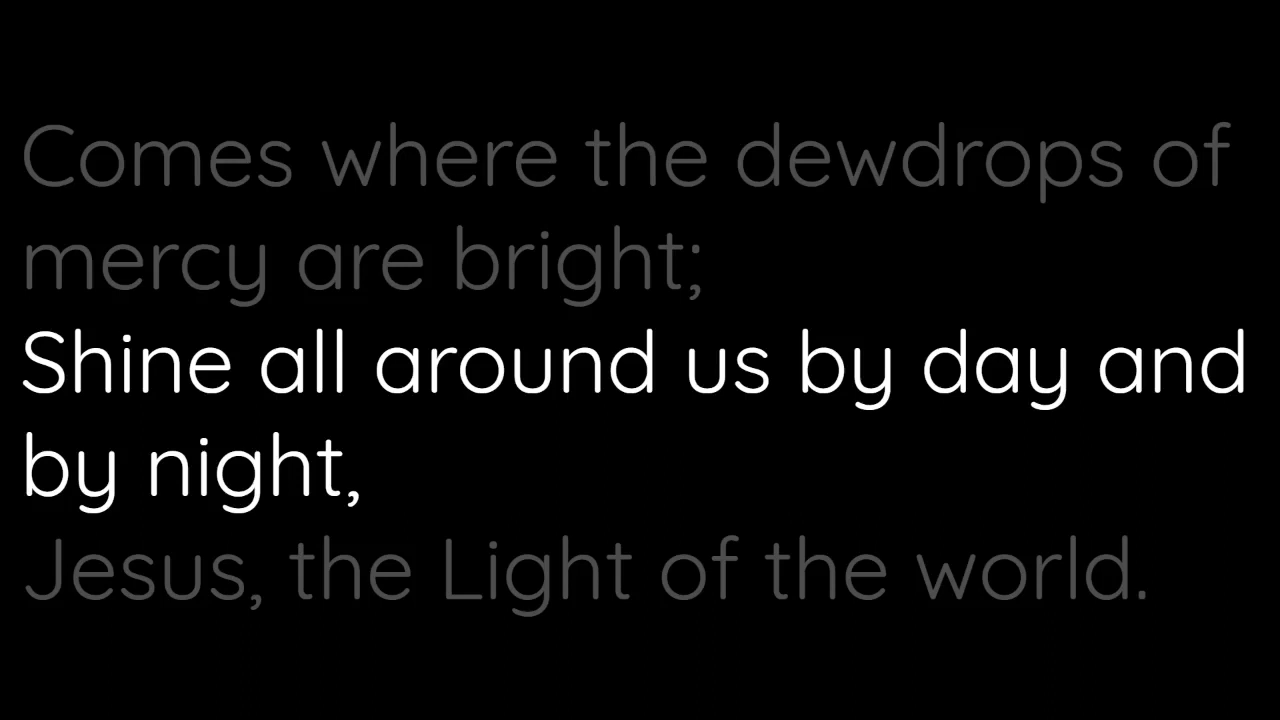 Comes where the dewdrops of
mercy are bright;
Shine all around us by day and
by night,
Jesus, the Light of the world.